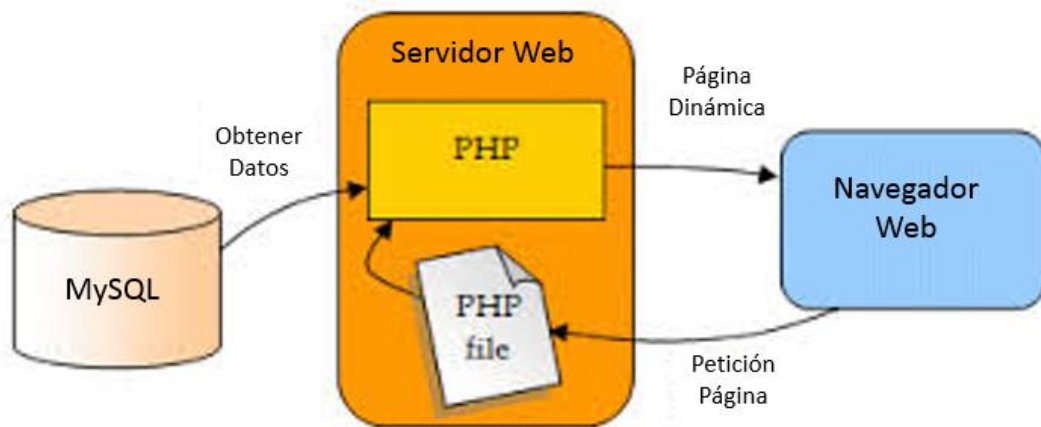 Servidor Web
PHP
PHP
file
Obtener
Datos
MySQL
Página
Dinámica
Navegador
Web
Petición
Página